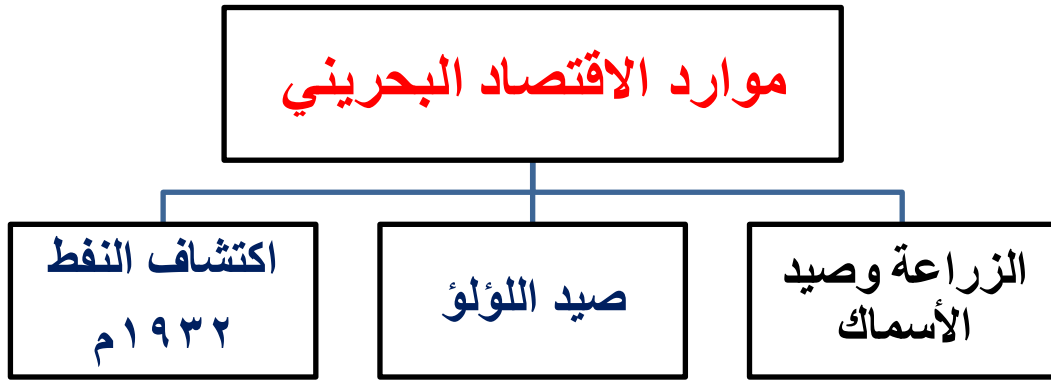 موارد الاقتصاد البحريني
الزراعة وصيد
الأسماك
صيد اللؤلؤ
اكتشاف النفط
١٩٣٢م